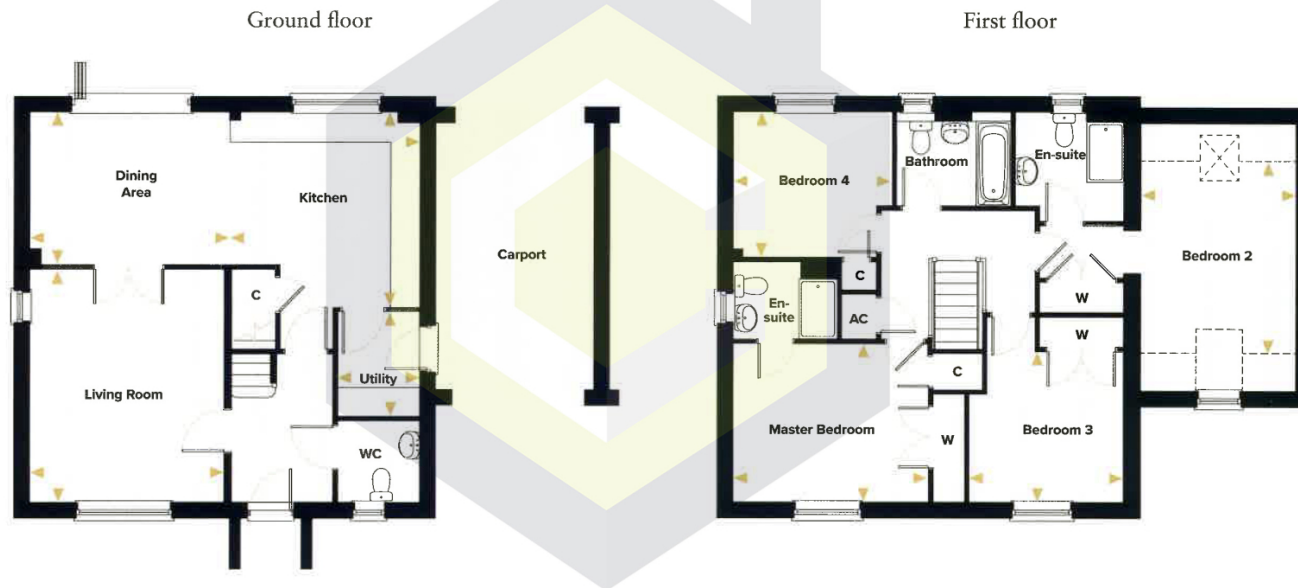 Ground floor
First floor
Dining
Area
Kitchen
Carport
C
Living Room
Utility
WC
Bedroom 4
Bathroom
En-suite
Bedroom 2
C
En-
suite
AC
W
W
C
Master Bedroom
W
Bedroom 3